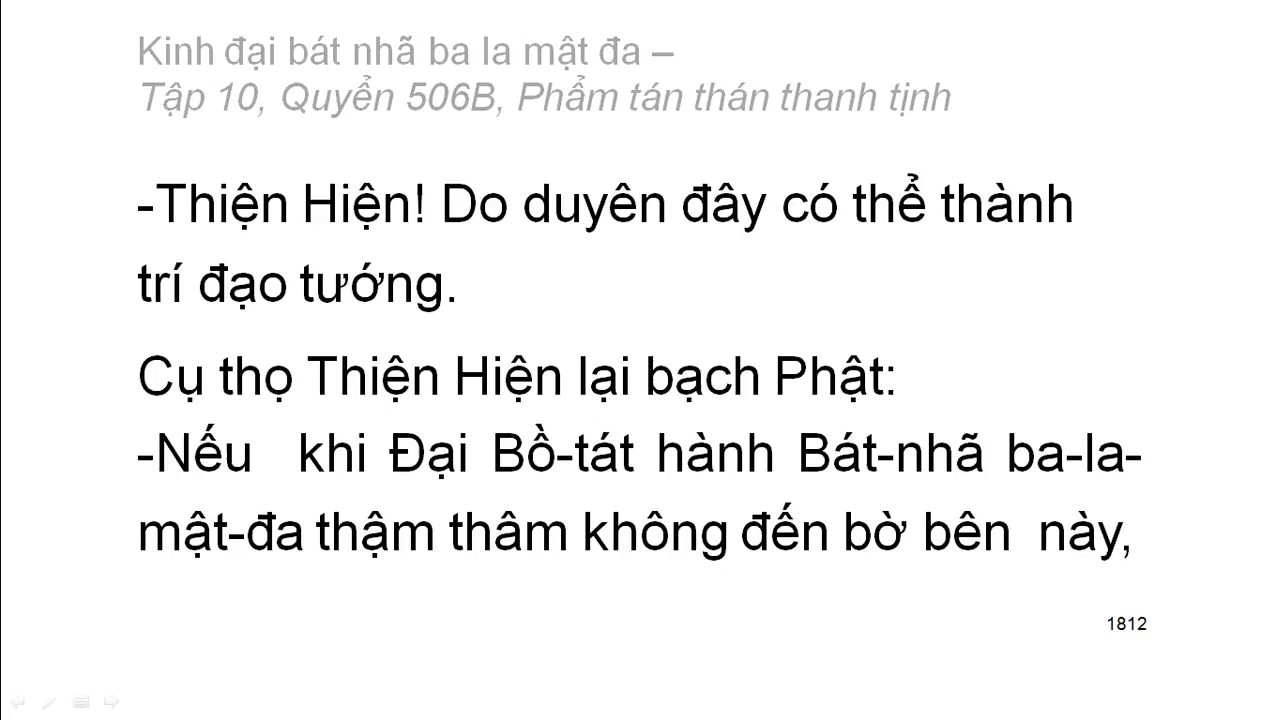 Kinh đại bát nhã ba la mật đa –
Tập 10, Quyển 506B, Phẩm tán thán thanh tịnh
-Thiện Hiện! Do duyên đây có thể thành
trí đạo tướng.
Cụ thọ Thiện Hiện lại bạch Phật:
-Nếu khi Đại Bồ-tát hành Bát-nhã ba-la-
mật-đa thậm thâm không đến bờ bên này,
1812